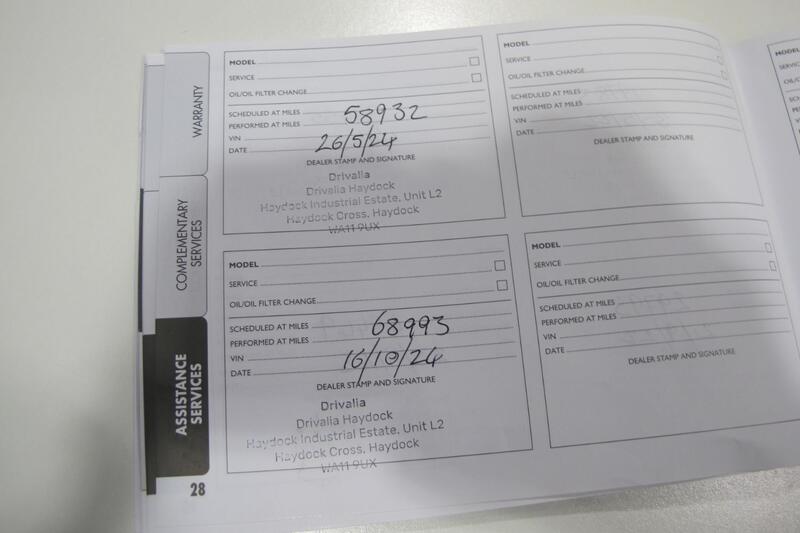 WARRANTY
COMPLEMENTARY
SERVICES
ASSISTANCE
SERVICES
28
MODEL
SERVICE
OIL/OIL FILTER CHANGE
SCHEDULED AT MILES
PERFORMED AT MILES 58932
VIN
DATE 26/5/24
DEALER STAMP AND SIGNATURE
Drivalia
Drivalia Haydock
Haydock Industrial Estate, Unit L2
Haydock Cross, Haydock
WA11 9UX
MODEL
SERVICE
OIL/OIL FILTER CHANGE
SCHEDULED AT MILES
PERFORMED AT MILES 68993
VIN
DATE 16/10/24
DEALER STAMP AND SIGNATURE
Drivalia
Drivalia Haydock
Haydock Industrial Estate, Unit L2
Haydock Cross, Haydock
WA11 9UX
MODEL
SERVICE
OIL/OIL FILTER CHANGE
SCHEDULED AT MILES
PERFORMED AT MILES
VIN
DATE
DEALER STAMP AND SIGNATURE
MODEL
SERVICE
OIL/OIL FILTER CHANGE
SCHEDULED AT MILES
PERFORMED AT MILES
VIN
DATE
DEALER STAMP AND SIGNATURE